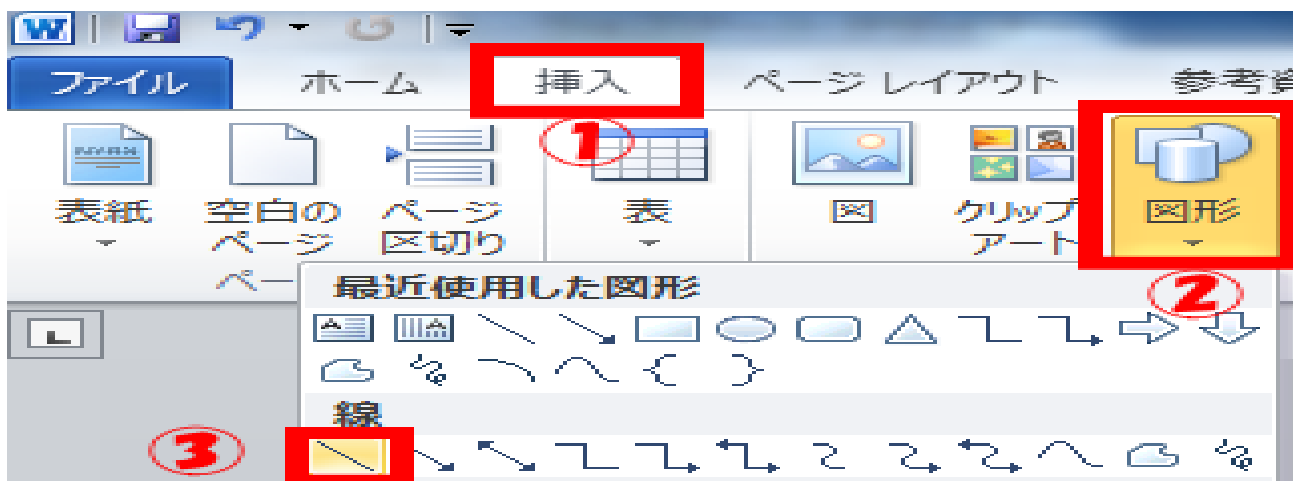 ファイル ホーム 挿入 ページ レイアウト 参考資
①
表紙 空白の ページ 表 図 クリップ 図形
ページ 区切り アート
ペー
②
最近使用した図形
線
③